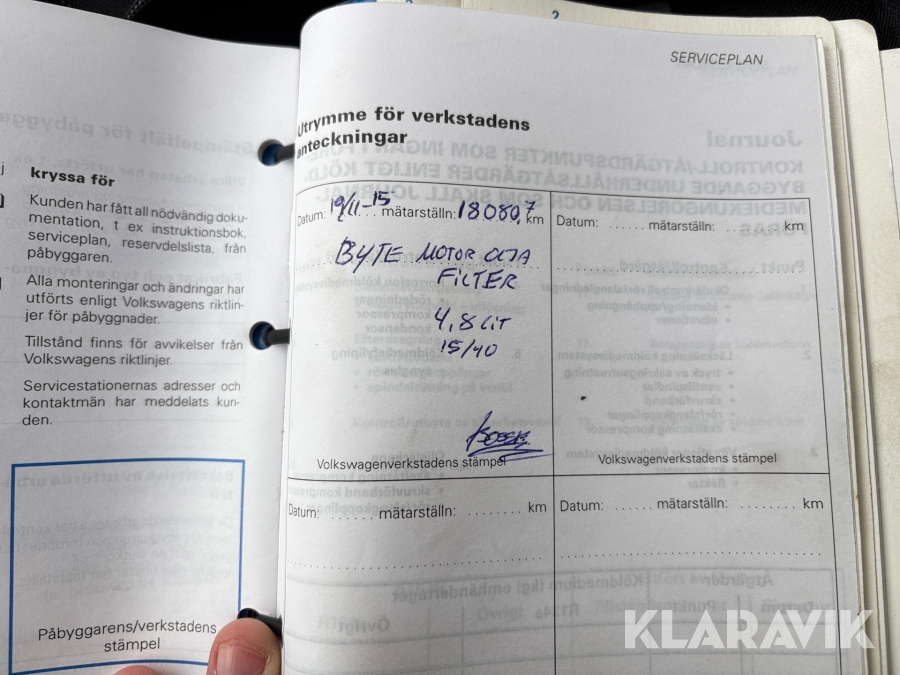 2
SERVICEPLAN
Utrymme för verkstadens
anteckningar
kryssa för
Kunden har fått all nödvändig doku-
mentation, t ex instruktionsbok,
serviceplan, reservdelslista, från
påbyggaren.
Alla monteringar och ändringar har
utförts enligt Volkswagens riktlin-
jer för påbyggnader.
Tillstånd finns för avvikelser från
Volkswagens riktlinjer.
Servicestationernas adresser och
kontaktmän har meddelats kun-
den.
Påbyggarens/verkstadens
stämpel
Datum: 19/11-15 mätarställn: 18080,7 km
BYTE MOTOR OLJA
FILTER
4,8 LIT
15/40
Volkswagenverkstadens stämpel
Datum: ...... mätarställn: ........ km
Volkswagenverkstadens stämpel
Datum: ...... mätarställn: ........ km
Datum: ...... mätarställn: ........ km
KLARAVIK